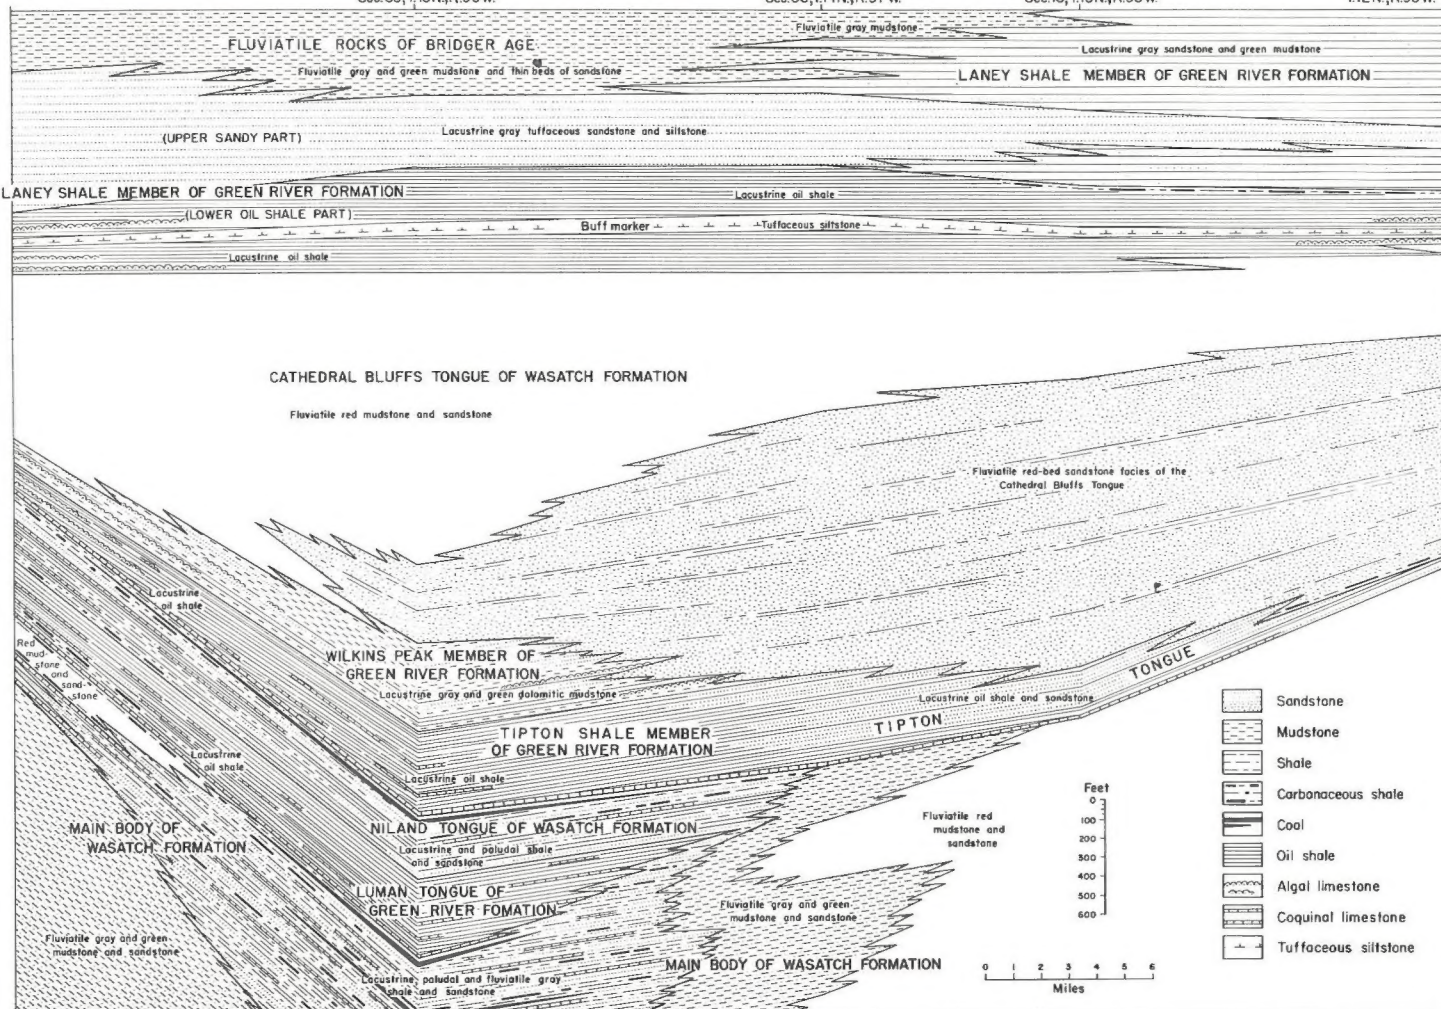 Fluviatile gray mudstone
FLUVIATILE ROCKS OF BRIDGER AGE
Lacustrine gray sandstone and green mudstone
Fluviatile gray and green mudstone and thin beds of sandstone
LANEY SHALE MEMBER OF GREEN RIVER FORMATION
(UPPER SANDY PART)
Lacustrine gray tuffaceous sandstone and siltstone
LANEY SHALE MEMBER OF GREEN RIVER FORMATION
Lacustrine oil shale
(LOWER OIL SHALE PART)
Buff marker
Tuffaceous siltstone
Lacustrine oil shale
CATHEDRAL BLUFFS TONGUE OF WASATCH FORMATION
Fluviatile red mudstone and sandstone
Fluviatile red-bed sandstone facies of the
Cathedral Bluffs Tongue
Lacustrine
oil shale
Red
mud-
stone
and
sand-
stone
WILKINS PEAK MEMBER OF
GREEN RIVER FORMATION
Lacustrine gray and green dolomitic mudstone
Lacustrine oil shale and sandstone
TIPTON TONGUE
TIPTON SHALE MEMBER
OF GREEN RIVER FORMATION
Lacustrine oil shale
Lacustrine
oil shale
MAIN BODY OF
WASATCH FORMATION
NILAND TONGUE OF WASATCH FORMATION
Lacustrine and paludal shale
and sandstone
Fluviatile red
mudstone and
sandstone
LUMAN TONGUE OF
GREEN RIVER FOMATION
Fluviatile gray and green
mudstone and sandstone
Fluviatile gray and green
mudstone and sandstone
MAIN BODY OF WASATCH FORMATION
Lacustrine, paludal and fluviatile gray
shale and sandstone
Feet
0
100
200
300
400
500
600
0 1 2 3 4 5 6
Miles
Sandstone
Mudstone
Shale
Carbonaceous shale
Coal
Oil shale
Algal limestone
Coquinal limestone
Tuffaceous siltstone